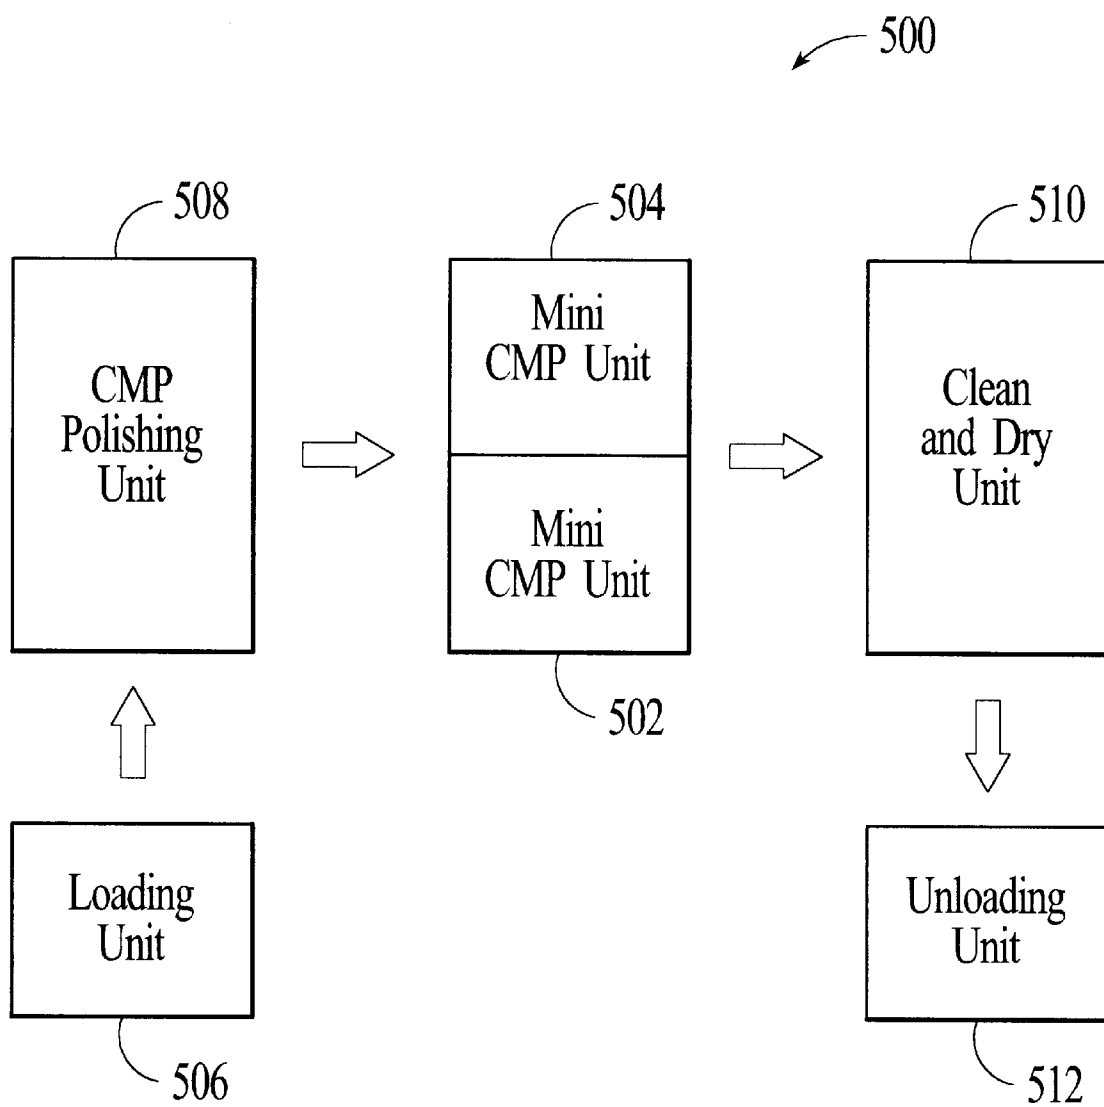 500
508
504
510
CMP
Polishing
Unit
Mini
CMP Unit
Mini
CMP Unit
Clean
and Dry
Unit
502
Loading
Unit
Unloading
Unit
506
512